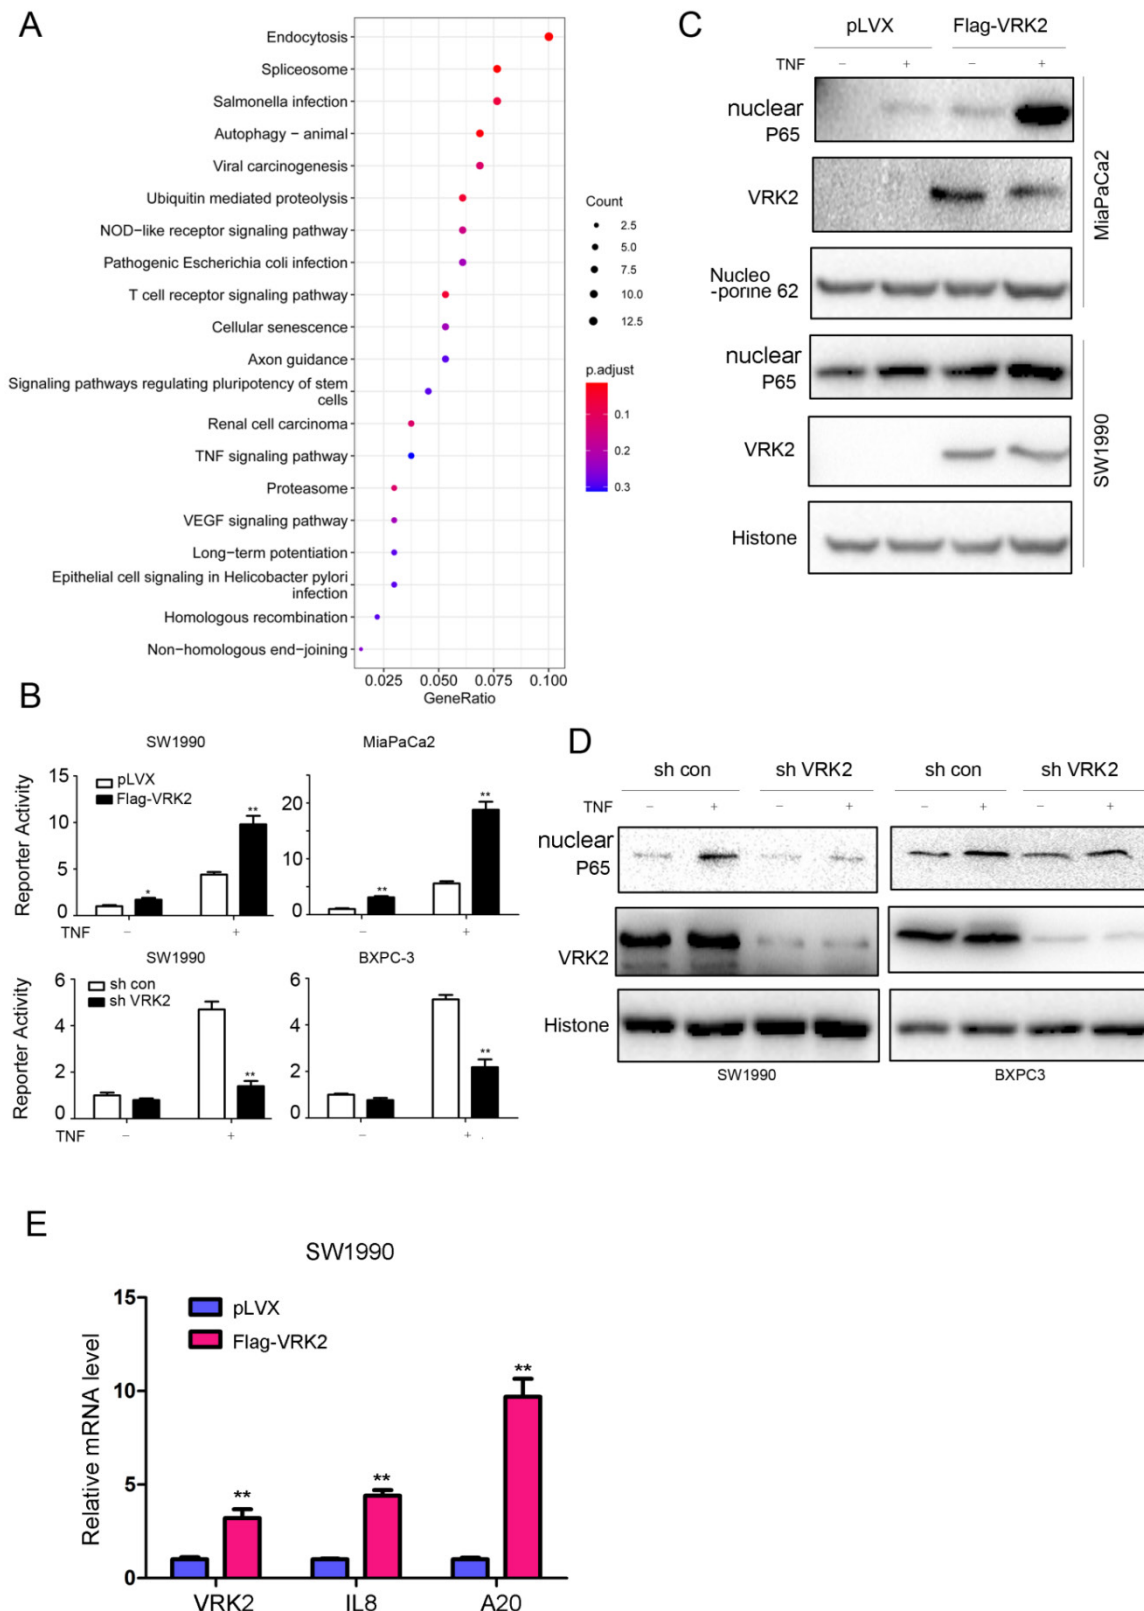 A
Endocytosis
Spliceosome
Salmonella infection
Autophagy − animal
Viral carcinogenesis
Ubiquitin mediated proteolysis
NOD−like receptor signaling pathway
Pathogenic Escherichia coli infection
T cell receptor signaling pathway
Cellular senescence
Axon guidance
Signaling pathways regulating pluripotency of stem
cells
Renal cell carcinoma
TNF signaling pathway
Proteasome
VEGF signaling pathway
Long−term potentiation
Epithelial cell signaling in Helicobacter pylori
infection
Homologous recombination
Non−homologous end−joining
0.025 0.050 0.075 0.100
GeneRatio
Count
2.5
5.0
7.5
10.0
12.5
p.adjust
0.1
0.2
0.3
B
SW1990
Reporter Activity
15
10
5
0
pLVX
Flag-VRK2
*
**
TNF − +
MiaPaCa2
20
10
0
**
**
− +
SW1990
Reporter Activity
6
4
2
0
sh con
sh VRK2
**
TNF − +
BXPC-3
6
4
2
0
**
− +
C
pLVX Flag-VRK2
TNF − + − +
nuclear
P65
VRK2
Nucleo
-porine 62
MiaPaCa2
nuclear
P65
VRK2
Histone
SW1990
D
sh con sh VRK2 sh con sh VRK2
TNF − + − + − + − +
nuclear
P65
VRK2
Histone
SW1990 BXPC3
E
SW1990
Relative mRNA level
15
10
5
0
pLVX
Flag-VRK2
** ** **
VRK2 IL8 A20